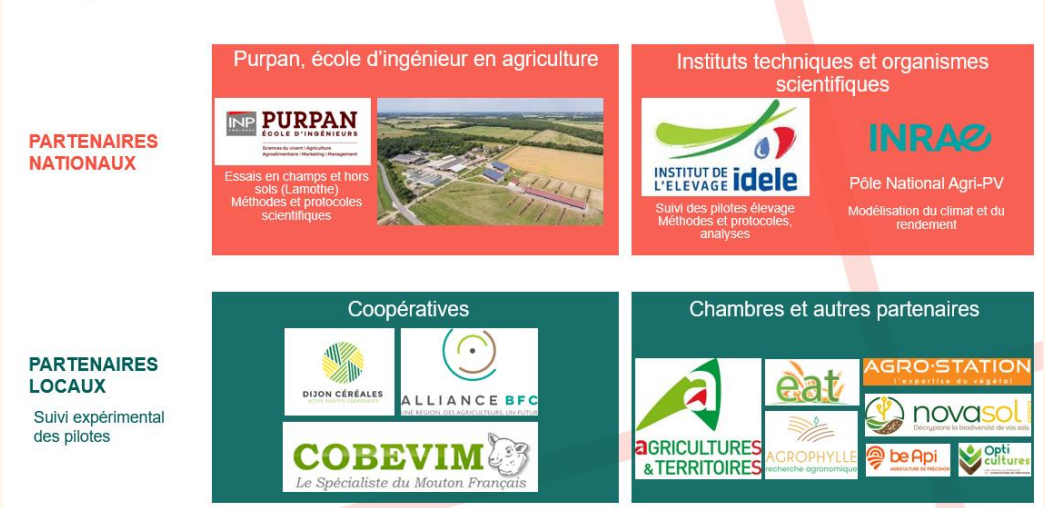 Purpan, école d'ingénieur en agriculture
INP
TOULOUSE
PURPAN
ÉCOLE D'INGÉNIEURS
Sciences du vivant | Agriculture
Agroalimentaire | Marketing | Management
Essais en champs et hors
sols (Lamothe)
Méthodes et protocoles
scientifiques
Instituts techniques et organismes
scientifiques
INSTITUT DE
L'ELEVAGE idele
Suivi des pilotes élevage
Méthodes et protocoles,
analyses
INRAE
Pôle National Agri-PV
Modélisation du climat et du
rendement
PARTENAIRES
NATIONAUX
PARTENAIRES
LOCAUX
Suivi expérimental
des pilotes
Coopératives
DIJON CÉRÉALES
ALLIANCE BFC
UNE RÉGION, DES AGRICULTEURS, UN FUTUR
COBEVIM
Le Spécialiste du Mouton Français
Chambres et autres partenaires
a
AGRICULTURES
& TERRITOIRES
eat
AGROPHYLLE
recherche agronomique
AGRO·STATION
l'expertise du végétal
novasol
Décryptons la biodiversité de vos sols
be Api
AGRICULTURE DE PRÉCISION
Opti
cultures